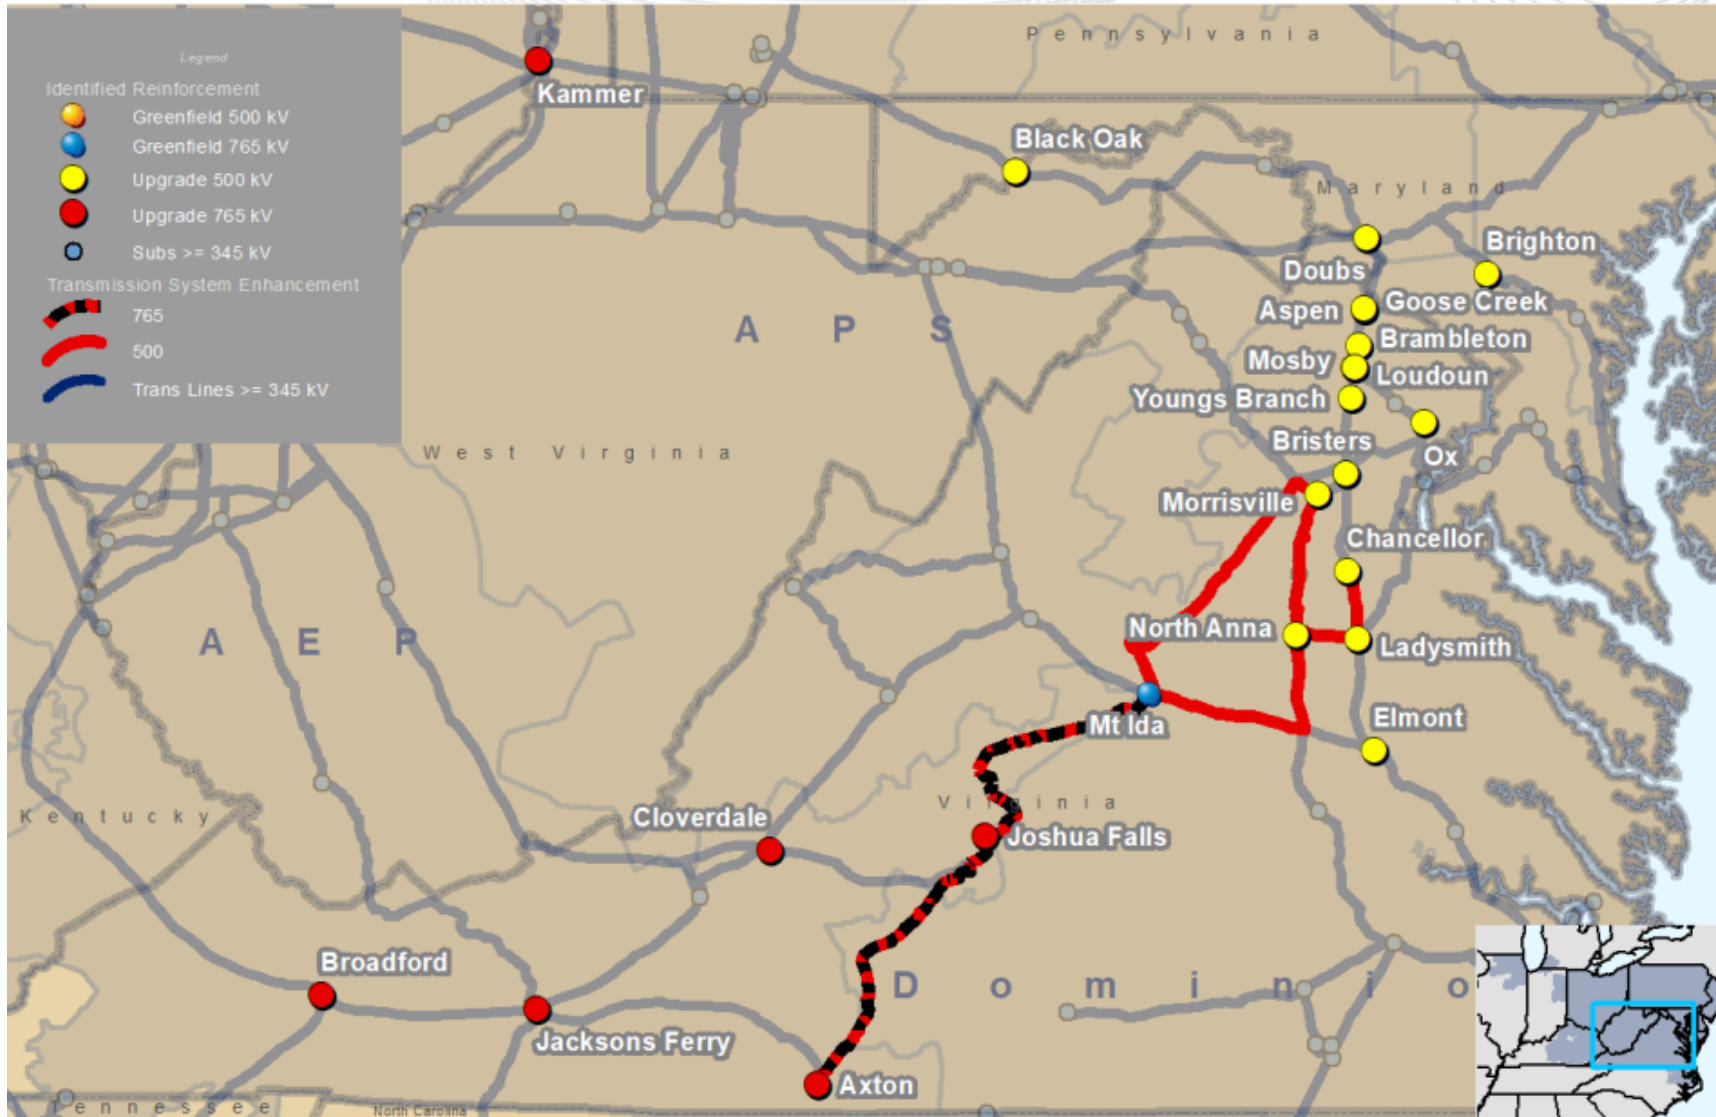 Legend
Identified Reinforcement
Greenfield 500 kV
Greenfield 765 kV
Upgrade 500 kV
Upgrade 765 kV
Subs >= 345 kV
Transmission System Enhancement
765
500
Trans Lines >= 345 kV
Pennsylvania
Kammer
Black Oak
Maryland
Brighton
Doubs
Goose Creek
Aspen
A P S
Brambleton
Mosby
Loudoun
Youngs Branch
Bristers
West Virginia
Ox
Morrisville
Chancellor
North Anna
A E P
Ladysmith
Elmont
Mt Ida
Virginia
Kentucky
Cloverdale
Joshua Falls
Broadford
D o m i n i o
Jacksons Ferry
Axton
Tennessee
North Carolina